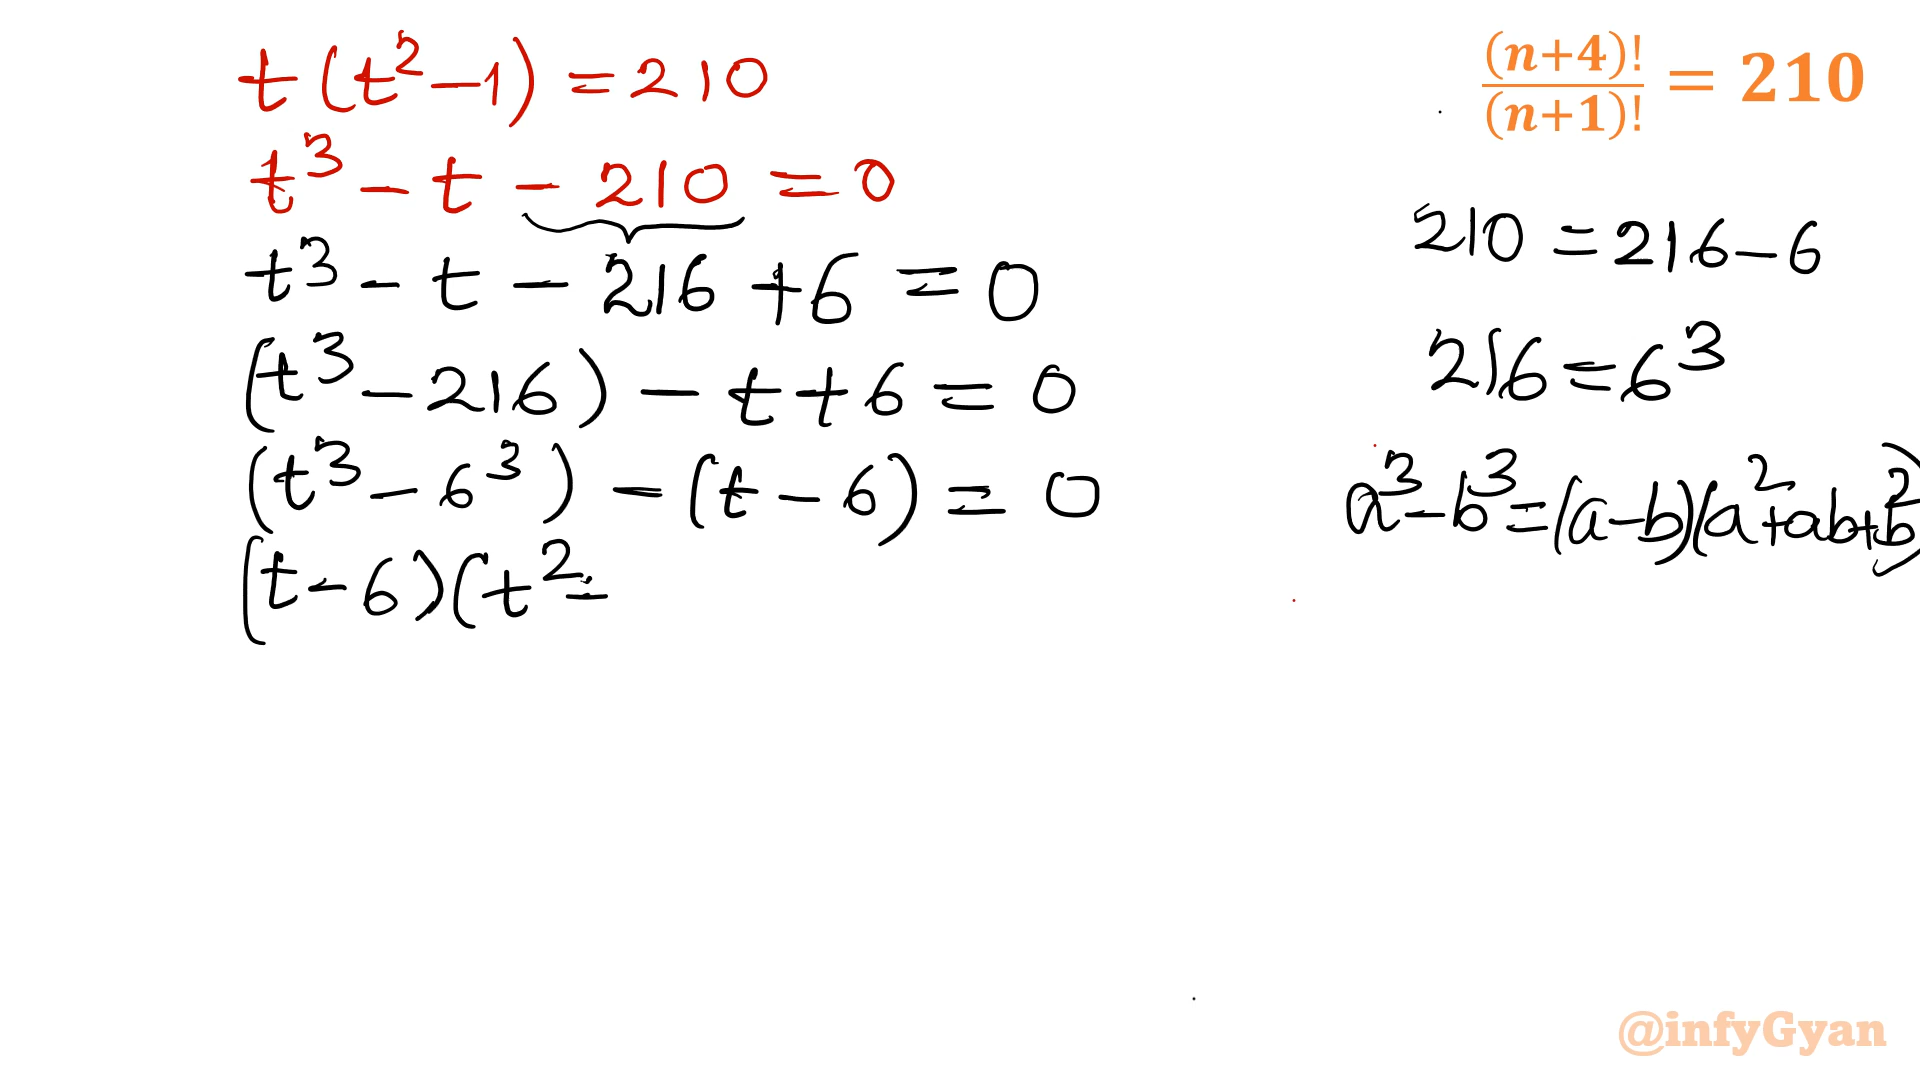 t(t²-1) = 210
t³ - t - 210 = 0
t³ - t - 216 + 6 = 0
(t³ - 216) - t + 6 = 0
(t³ - 6³) - (t - 6) = 0
(t - 6)(t² -
(n+4)!
(n+1)! = 210
210 = 216 - 6
216 = 6³
a³-b³=(a-b)(a²+ab+b²)
@infyGyan